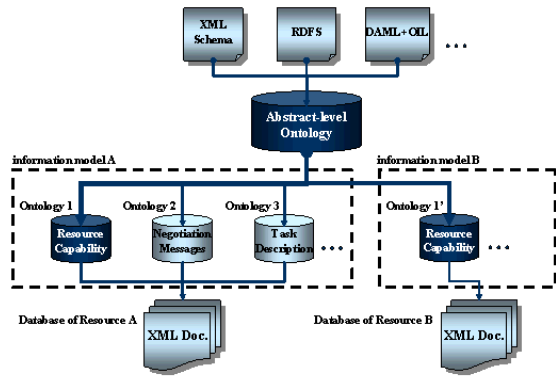 XML
Schema
RDFS
DAML+OIL
...
Abstract-level
Ontology
information model A
information model B
Ontology 1
Ontology 2
Ontology 3
Ontology 1'
Resource
Capability
Negotiation
Messages
Task
Description
...
Resource
Capability
...
Database of Resource A
XML Doc.
Database of Resource B
XML Doc.